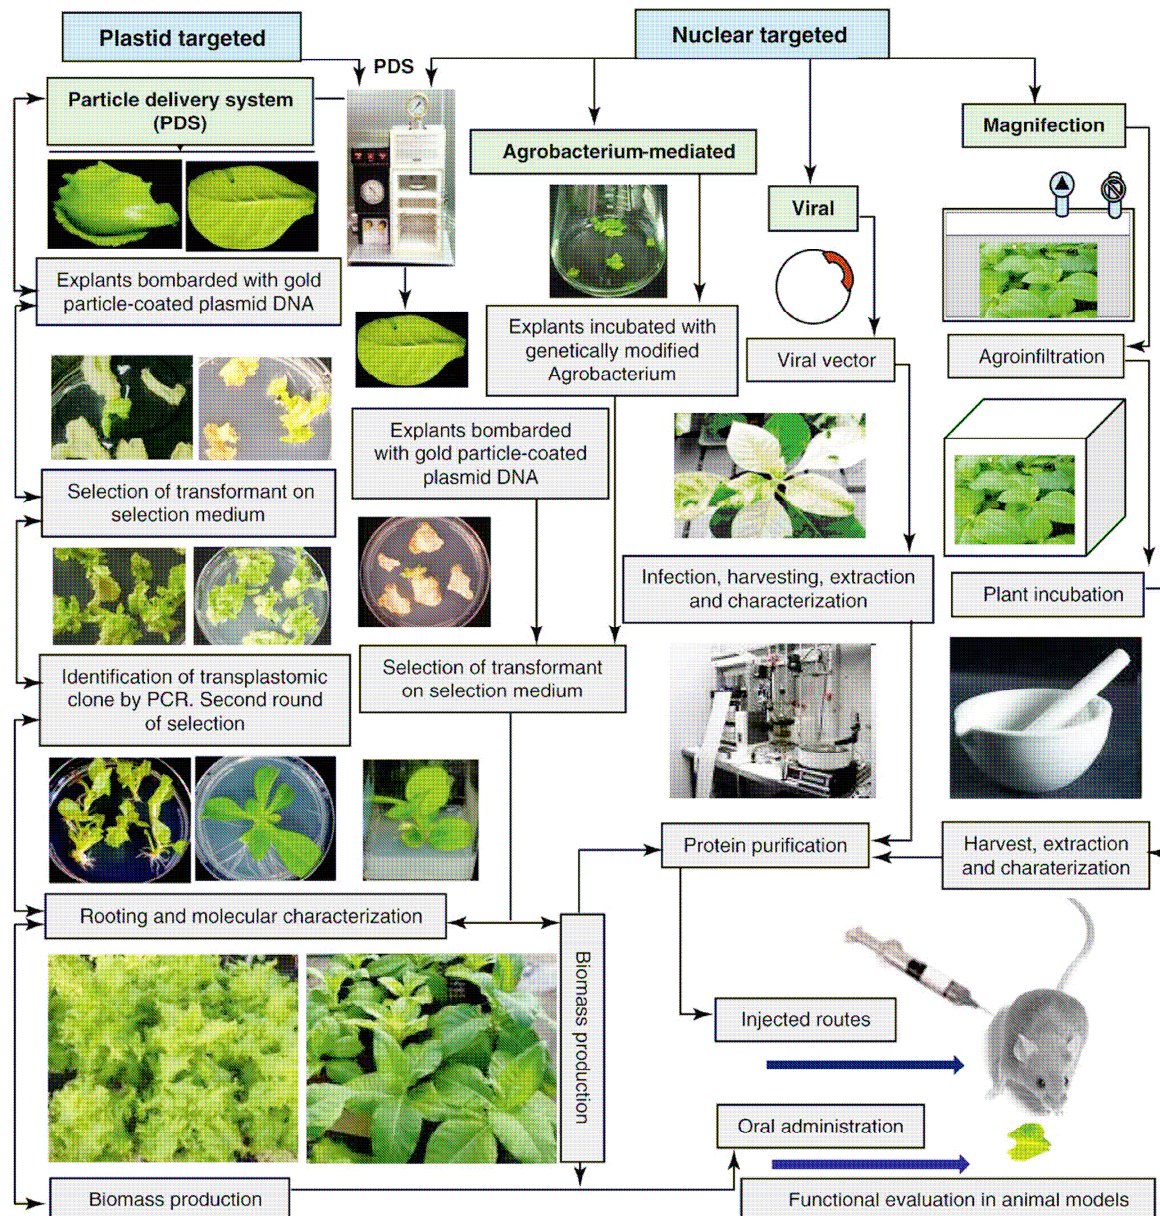 Plastid targeted
Nuclear targeted
PDS
Particle delivery system
(PDS)
Magnifection
Agrobacterium-mediated
Viral
Explants bombarded with gold
particle-coated plasmid DNA
Explants incubated with
genetically modified
Agrobacterium
Viral vector
Agroinfiltration
Explants bombarded
with gold particle-coated
plasmid DNA
Selection of transformant on
selection medium
Infection, harvesting, extraction
and characterization
Plant incubation
Identification of transplastomic
clone by PCR. Second round
of selection
Selection of transformant
on selection medium
Protein purification
Harvest, extraction
and charaterization
Rooting and molecular characterization
Biomass production
Injected routes
Oral administration
Biomass production
Functional evaluation in animal models